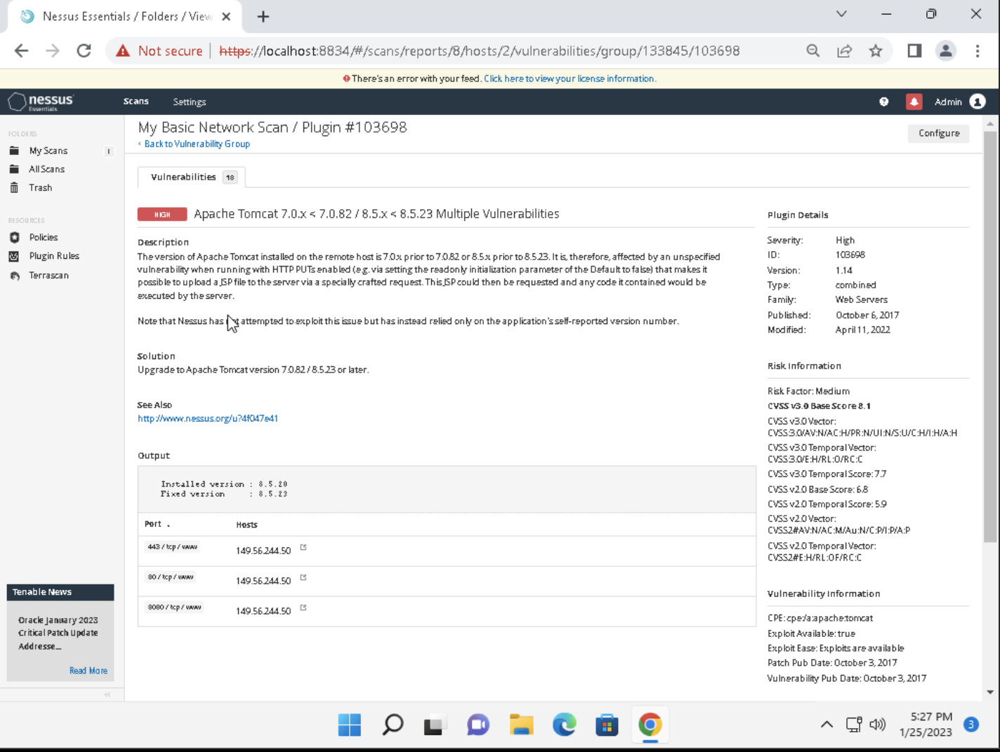 Nessus Essentials / Folders / View
Not secure | https://localhost:8834/#/scans/reports/8/hosts/2/vulnerabilities/group/133845/103698
There's an error with your feed. Click here to view your license information.
nessus
Essentials
Scans
Settings
Admin
FOLDERS
My Scans
1
All Scans
Trash
RESOURCES
Policies
Plugin Rules
Terrascan
My Basic Network Scan / Plugin #103698
‹ Back to Vulnerability Group
Configure
Vulnerabilities 18
HIGH
Apache Tomcat 7.0.x < 7.0.82 / 8.5.x < 8.5.23 Multiple Vulnerabilities
Description
The version of Apache Tomcat installed on the remote host is 7.0.x prior to 7.0.82 or 8.5.x prior to 8.5.23. It is, therefore, affected by an unspecified
vulnerability when running with HTTP PUTs enabled (e.g. via setting the readonly initialization parameter of the Default to false) that makes it
possible to upload a JSP file to the server via a specially crafted request. This JSP could then be requested and any code it contained would be
executed by the server.
Note that Nessus has not attempted to exploit this issue but has instead relied only on the application's self-reported version number.
Solution
Upgrade to Apache Tomcat version 7.0.82 / 8.5.23 or later.
See Also
http://www.nessus.org/u?4f047e41
Output
Installed version : 8.5.20
Fixed version : 8.5.23
Port
Hosts
443 / tcp / www
149.56.244.50
80 / tcp / www
149.56.244.50
8080 / tcp / www
149.56.244.50
Plugin Details
Severity: High
ID: 103698
Version: 1.14
Type: combined
Family: Web Servers
Published: October 6, 2017
Modified: April 11, 2022
Risk Information
Risk Factor: Medium
CVSS v3.0 Base Score 8.1
CVSS v3.0 Vector:
CVSS:3.0/AV:N/AC:H/PR:N/UI:N/S:U/C:H/I:H/A:H
CVSS v3.0 Temporal Vector:
CVSS:3.0/E:H/RL:O/RC:C
CVSS v3.0 Temporal Score: 7.7
CVSS v2.0 Base Score: 6.8
CVSS v2.0 Temporal Score: 5.9
CVSS v2.0 Vector:
CVSS2#AV:N/AC:M/Au:N/C:P/I:P/A:P
CVSS v2.0 Temporal Vector:
CVSS2#E:H/RL:OF/RC:C
Vulnerability Information
CPE: cpe:/a:apache:tomcat
Exploit Available: true
Exploit Ease: Exploits are available
Patch Pub Date: October 3, 2017
Vulnerability Pub Date: October 3, 2017
Tenable News
Oracle January 2023
Critical Patch Update
Addresse...
Read More
5:27 PM
1/25/2023
3